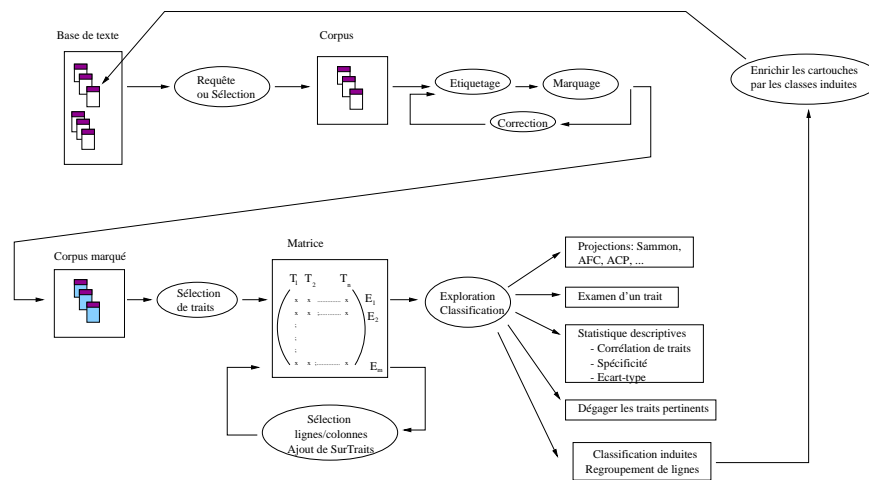 Base de texte
Corpus
Requête
ou Sélection
Etiquetage
Marquage
Correction
Enrichir les cartouches
par les classes induites
Corpus marqué
Matrice
Sélection
de traits
T1 T2 Tn
x x ............. x E1
x x ;............ x E2
;
;
;
x x ;............ x Em
Sélection
lignes/colonnes
Ajout de SurTraits
Exploration
Classification
Projections: Sammon,
AFC, ACP, ...
Examen d'un trait
Statistique descriptives
- Corrélation de traits
- Spécificité
- Ecart-type
Dégager les traits pertinents
Classification induites
Regroupement de lignes